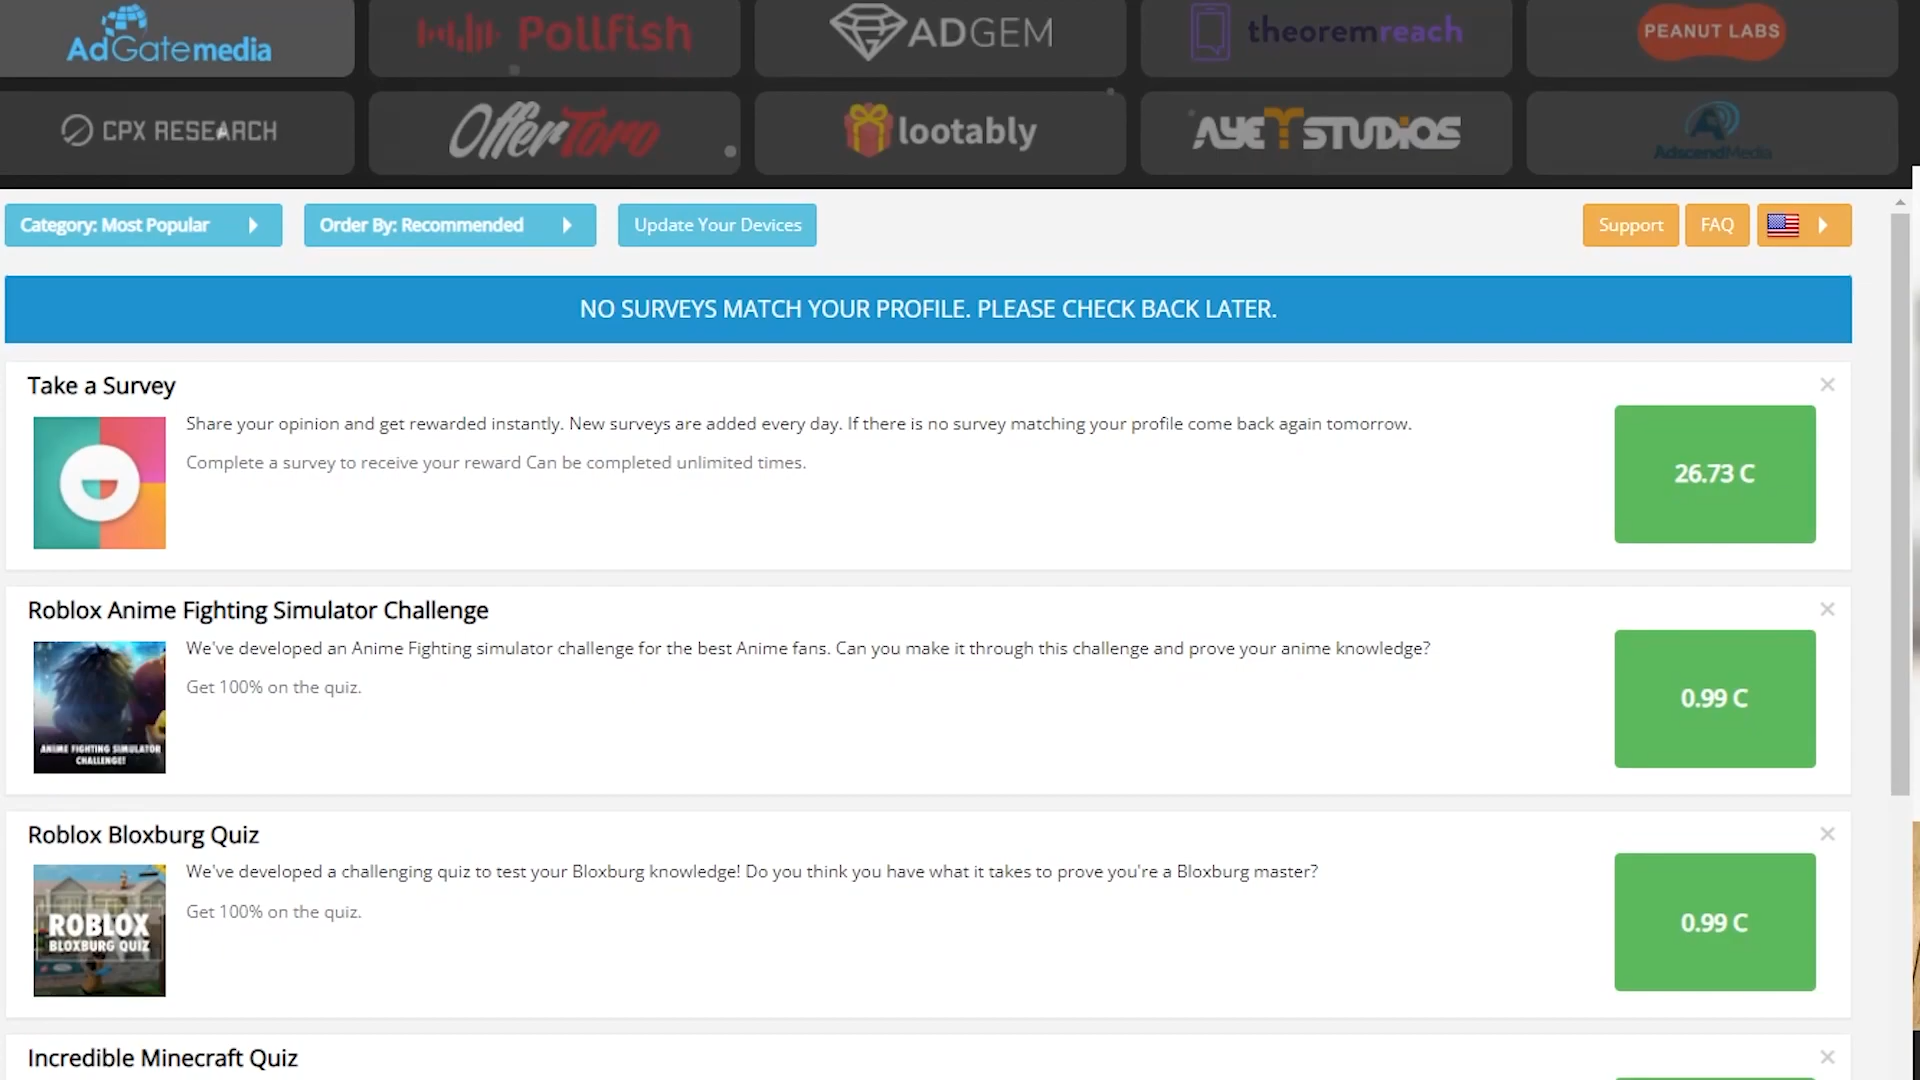 AdGatemedia
Pollfish
ADGEM
theoremreach
PEANUT LABS
CPX RESEARCH
OfferToro
lootably
AYET STUDIOS
AdscendMedia
Category: Most Popular
Order By: Recommended
Update Your Devices
Support
FAQ
NO SURVEYS MATCH YOUR PROFILE. PLEASE CHECK BACK LATER.
Take a Survey
Share your opinion and get rewarded instantly. New surveys are added every day. If there is no survey matching your profile come back again tomorrow.
Complete a survey to receive your reward Can be completed unlimited times.
26.73 C
Roblox Anime Fighting Simulator Challenge
We've developed an Anime Fighting simulator challenge for the best Anime fans. Can you make it through this challenge and prove your anime knowledge?
Get 100% on the quiz.
ANIME FIGHTING SIMULATOR
CHALLENGE!
0.99 C
Roblox Bloxburg Quiz
We've developed a challenging quiz to test your Bloxburg knowledge! Do you think you have what it takes to prove you're a Bloxburg master?
Get 100% on the quiz.
ROBLOX
BLOXBURG QUIZ
0.99 C
Incredible Minecraft Quiz